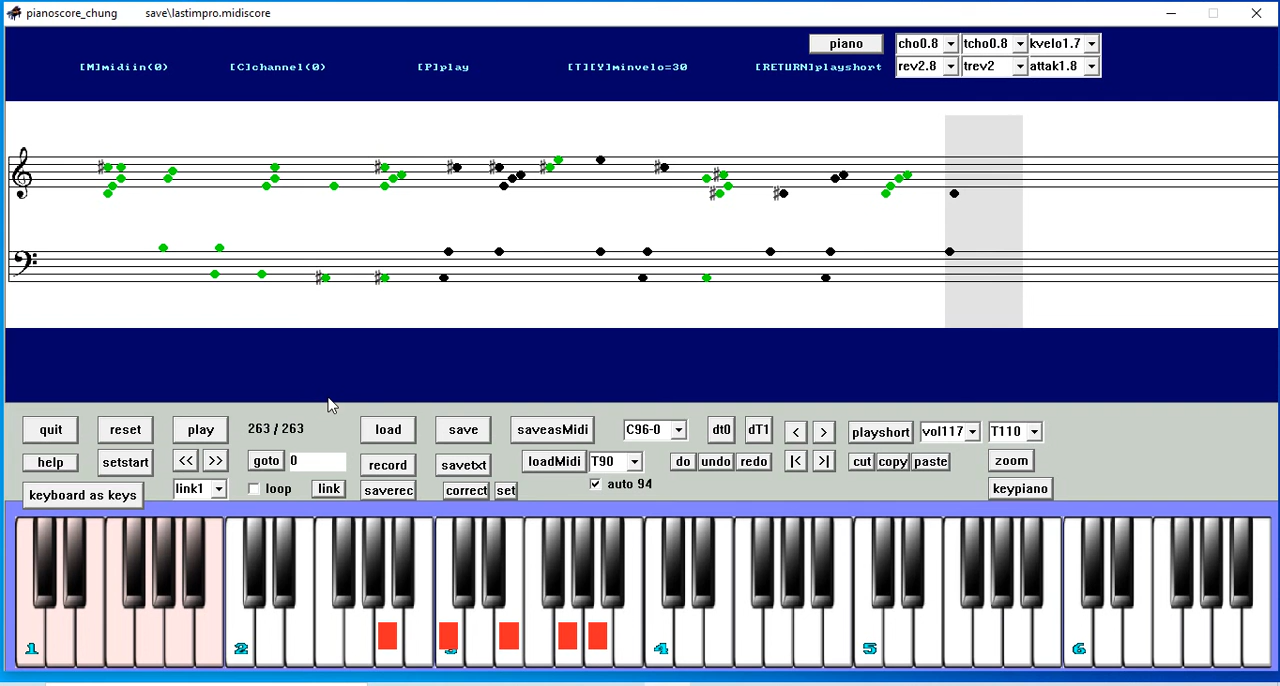 pianoscore_chung save\lastimpro.midiscore
piano cho0.8 tcho0.8 kvelo1.7
[M]midiin(0) [C]channel(0) [P]play [T][Y]minvelo=30 [RETURN]playshort rev2.8 trev2 attak1.8
quit reset play 263 / 263 load save saveasMidi C96-0 dt0 dT1 < > playshort vol117 T110
help setstart << >> goto 0 record savetxt loadMidi T90 do undo redo |< >| cut copy paste zoom
keyboard as keys link1 loop link saverec correct set auto 94 keypiano
1 2 3 4 5 6